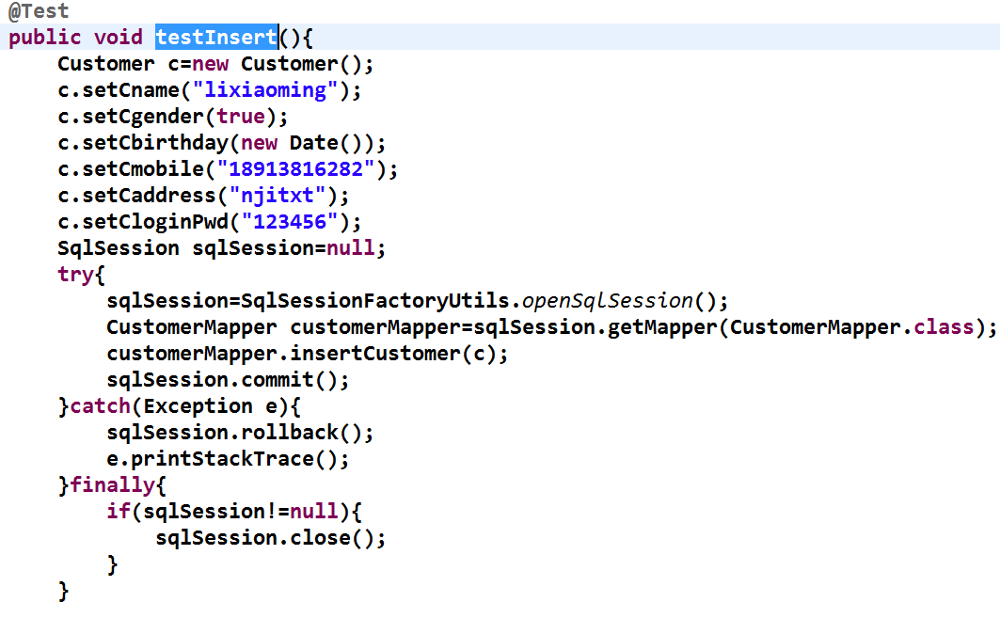 @Test
public void testInsert(){
    Customer c=new Customer();
    c.setCname("lixiaoming");
    c.setCgender(true);
    c.setCbirthday(new Date());
    c.setCmobile("18913816282");
    c.setCaddress("njitxt");
    c.setCloginPwd("123456");
    SqlSession sqlSession=null;
    try{
        sqlSession=SqlSessionFactoryUtils.openSqlSession();
        CustomerMapper customerMapper=sqlSession.getMapper(CustomerMapper.class);
        customerMapper.insertCustomer(c);
        sqlSession.commit();
    }catch(Exception e){
        sqlSession.rollback();
        e.printStackTrace();
    }finally{
        if(sqlSession!=null){
            sqlSession.close();
        }
    }